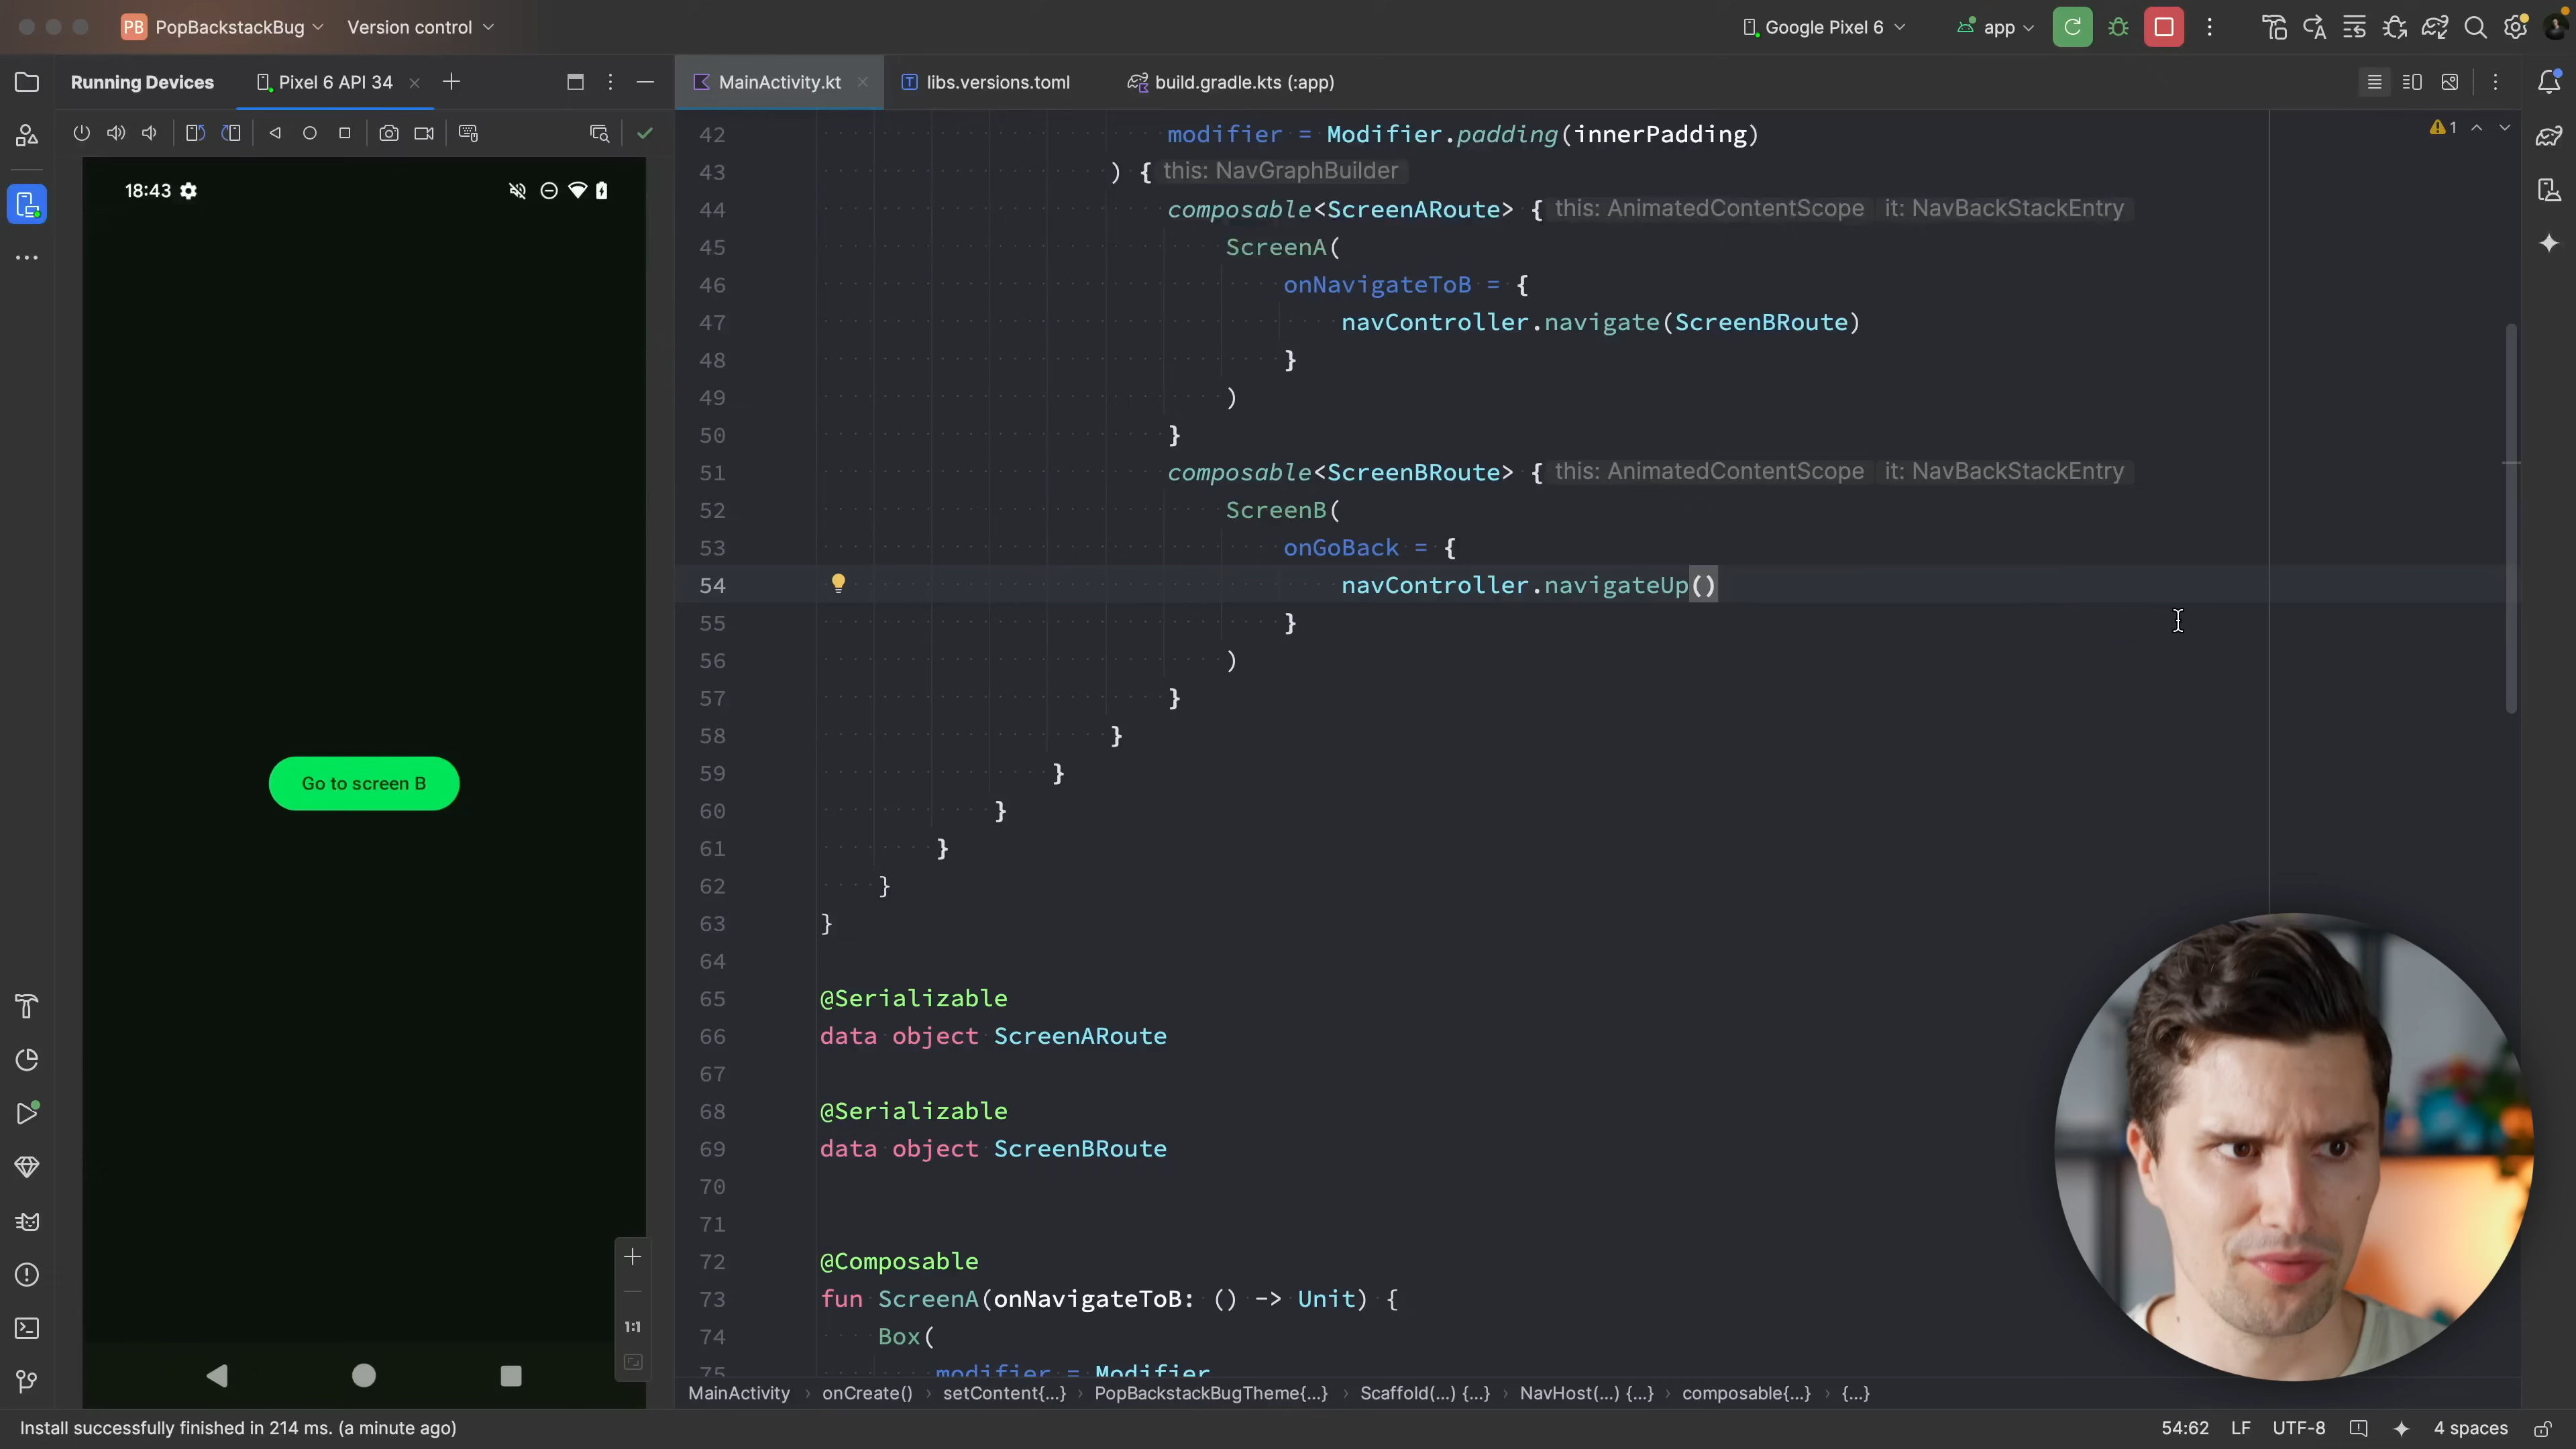 PB PopBackstackBug Version control Google Pixel 6 app
Running Devices Pixel 6 API 34 MainActivity.kt libs.versions.toml build.gradle.kts (:app)
18:43
1
42 modifier = Modifier.padding(innerPadding)
43 ) { this: NavGraphBuilder
44 composable<ScreenARoute> { this: AnimatedContentScope it: NavBackStackEntry
45 ScreenA(
46 onNavigateToB = {
47 navController.navigate(ScreenBRoute)
48 }
49 )
50 }
51 composable<ScreenBRoute> { this: AnimatedContentScope it: NavBackStackEntry
52 ScreenB(
53 onGoBack = {
54 navController.navigateUp()
55 }
56 )
57 }
58 }
59 }
60 }
61 }
62 }
63 }
64
65 @Serializable
66 data object ScreenARoute
67
68 @Serializable
69 data object ScreenBRoute
70
71
72 @Composable
73 fun ScreenA(onNavigateToB: () -> Unit) {
74 Box(
75 modifier = Modifier
Go to screen B
1:1
MainActivity › onCreate() › setContent{...} › PopBackstackBugTheme{...} › Scaffold(...) {...} › NavHost(...) {...} › composable{...} › {...}
Install successfully finished in 214 ms. (a minute ago) 54:62 LF UTF-8 4 spaces